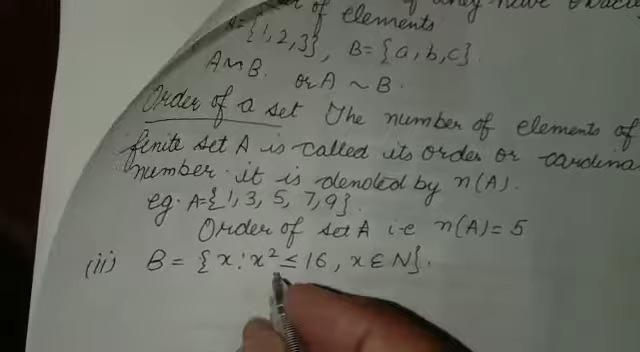 of elements
A={1,2,3}, B={a,b,c}.
A~B. or A ~ B.
Order of a set The number of elements of
finite set A is called its order or cardina
number. it is denoted by n(A).
eg. A={1, 3, 5, 7,9}.
Order of set A i.e n(A)=5
(ii) B = {x:x² ≤ 16, x∈N}.